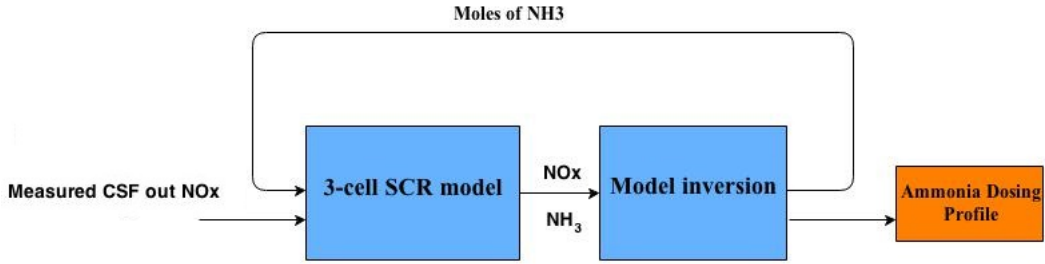 Moles of NH3
Measured CSF out NOx
3-cell SCR model
NOx
NH3
Model inversion
Ammonia Dosing
Profile